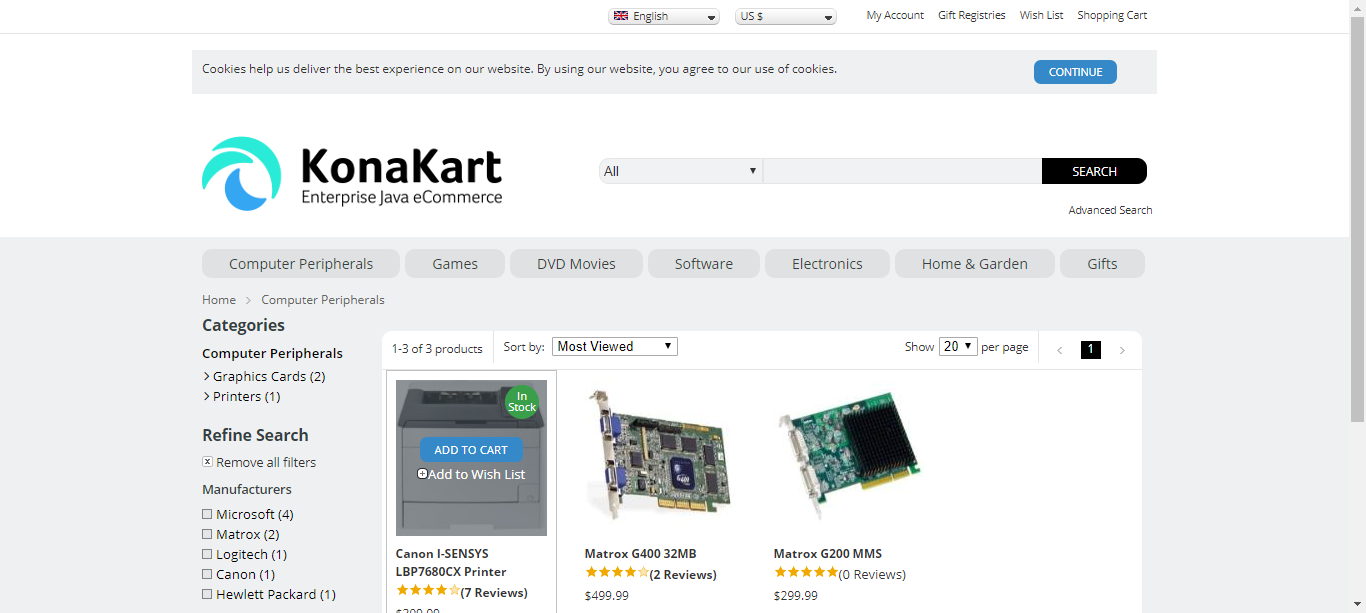 English
US $
My Account
Gift Registries
Wish List
Shopping Cart
Cookies help us deliver the best experience on our website. By using our website, you agree to our use of cookies.
CONTINUE
KonaKart
Enterprise Java eCommerce
All
SEARCH
Advanced Search
Computer Peripherals
Games
DVD Movies
Software
Electronics
Home & Garden
Gifts
Home > Computer Peripherals
Categories
Computer Peripherals
Graphics Cards (2)
Printers (1)
Refine Search
Remove all filters
Manufacturers
Microsoft (4)
Matrox (2)
Logitech (1)
Canon (1)
Hewlett Packard (1)
1-3 of 3 products
Sort by: Most Viewed
Show 20 per page
1
In
Stock
ADD TO CART
Add to Wish List
Canon I-SENSYS
LBP7680CX Printer
(7 Reviews)
G400
Matrox G400 32MB
(2 Reviews)
$499.99
Matrox G200 MMS
(0 Reviews)
$299.99